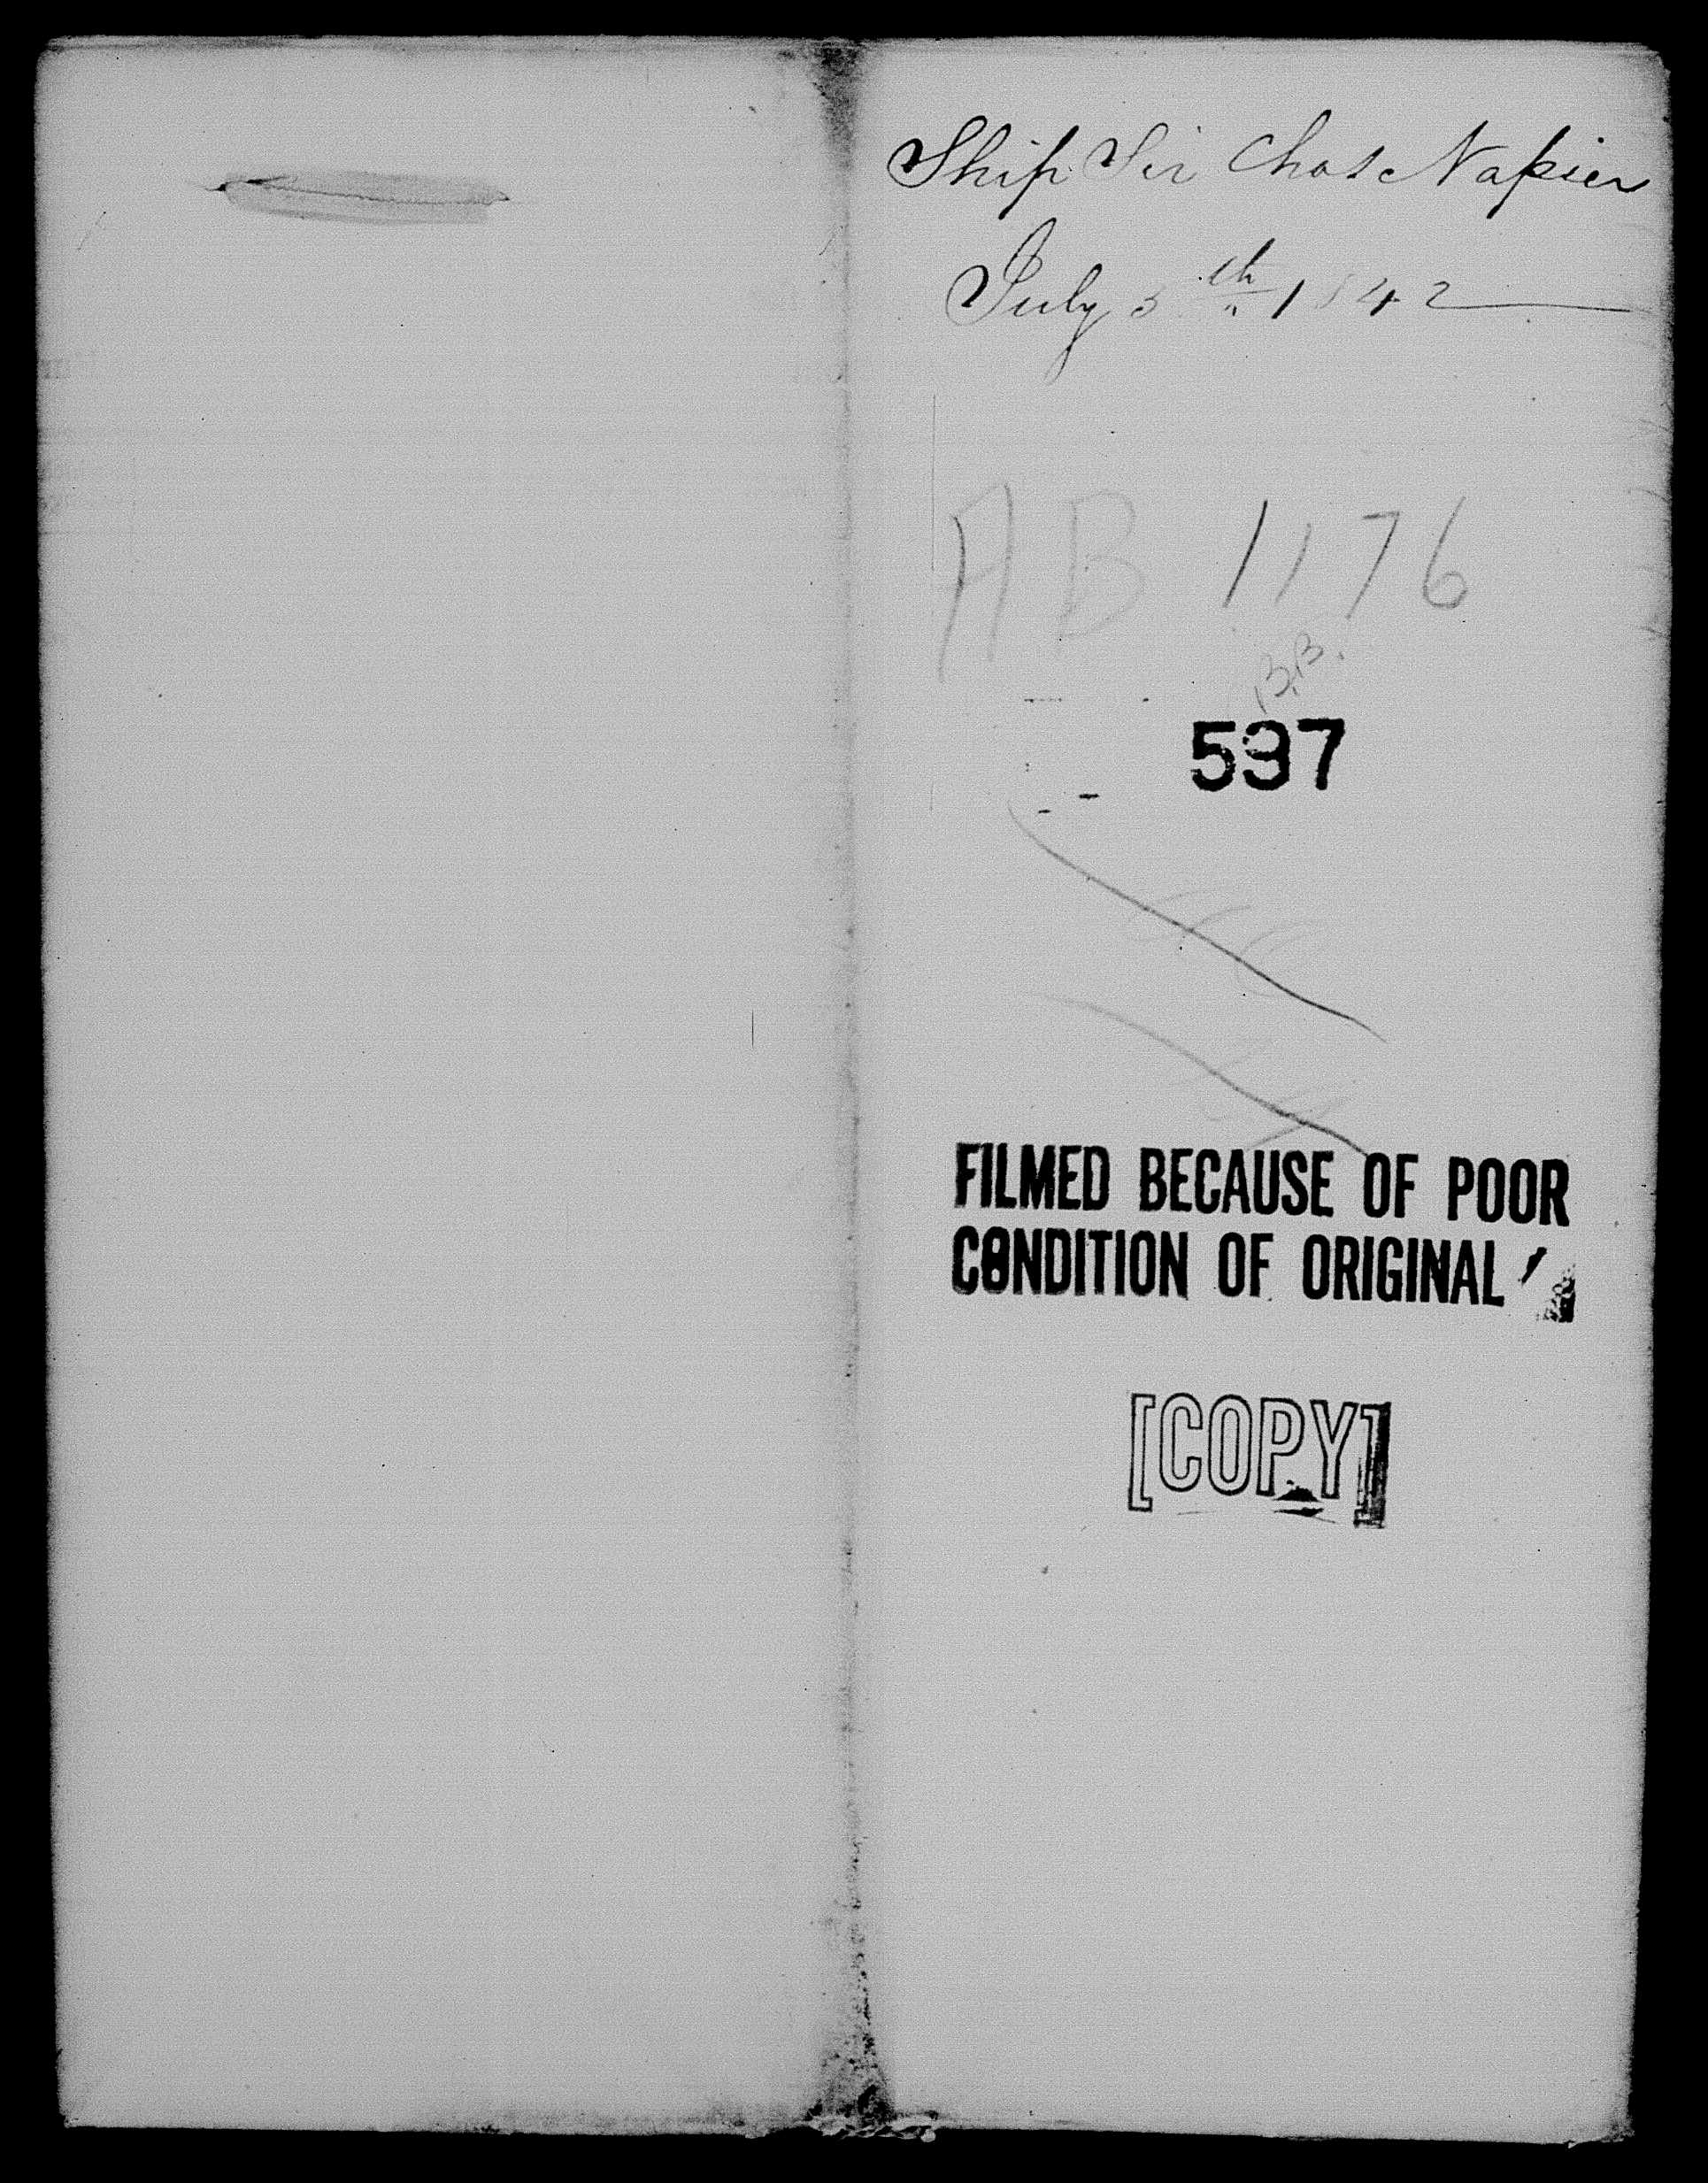 Ship Sir Chas Napier
July 5th 1842
AB 1176
B.B.
597
FILMED BECAUSE OF POOR
CONDITION OF ORIGINAL
[COPY]